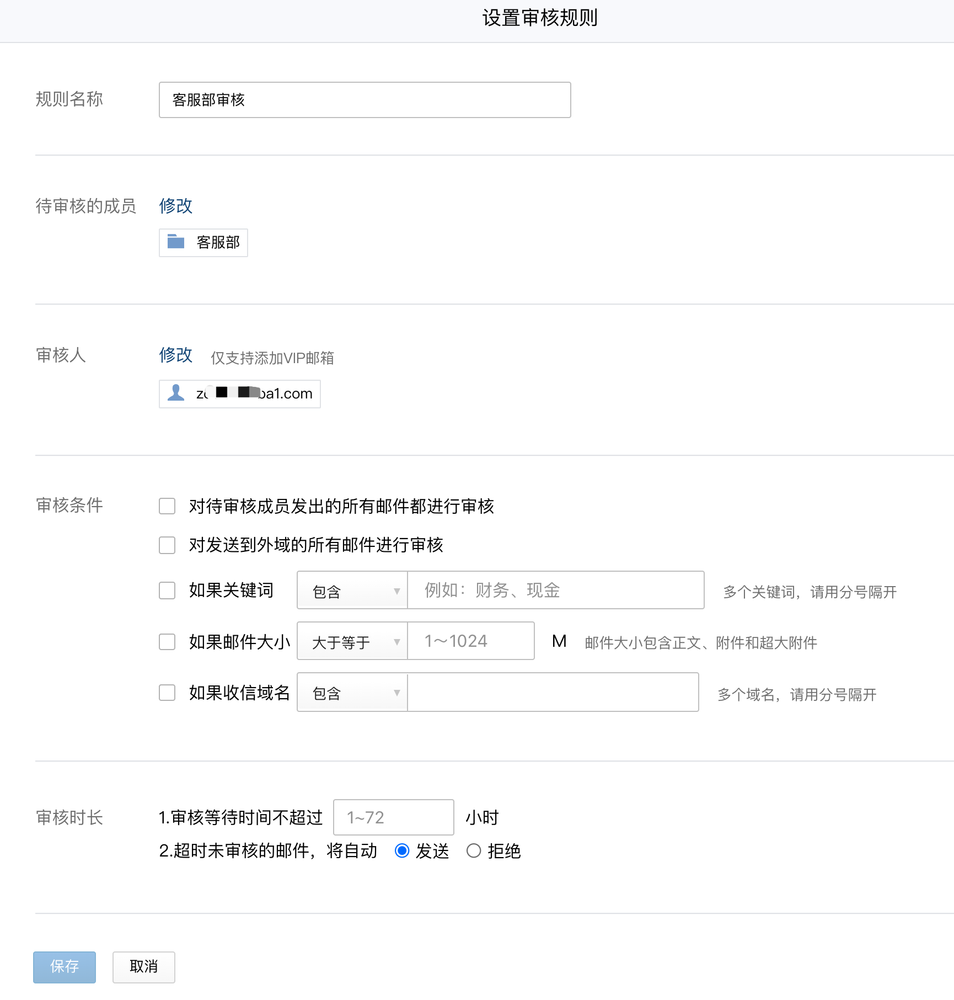 设置审核规则
规则名称 客服部审核
待审核的成员 修改
客服部
审核人 修改 仅支持添加VIP邮箱
ba1.com
审核条件 对待审核成员发出的所有邮件都进行审核
对发送到外域的所有邮件进行审核
如果关键词 包含 例如：财务、现金 多个关键词，请用分号隔开
如果邮件大小 大于等于 1～1024 M 邮件大小包含正文、附件和超大附件
如果收信域名 包含 多个域名，请用分号隔开
审核时长 1.审核等待时间不超过 1~72 小时
2.超时未审核的邮件，将自动 发送 拒绝
保存 取消